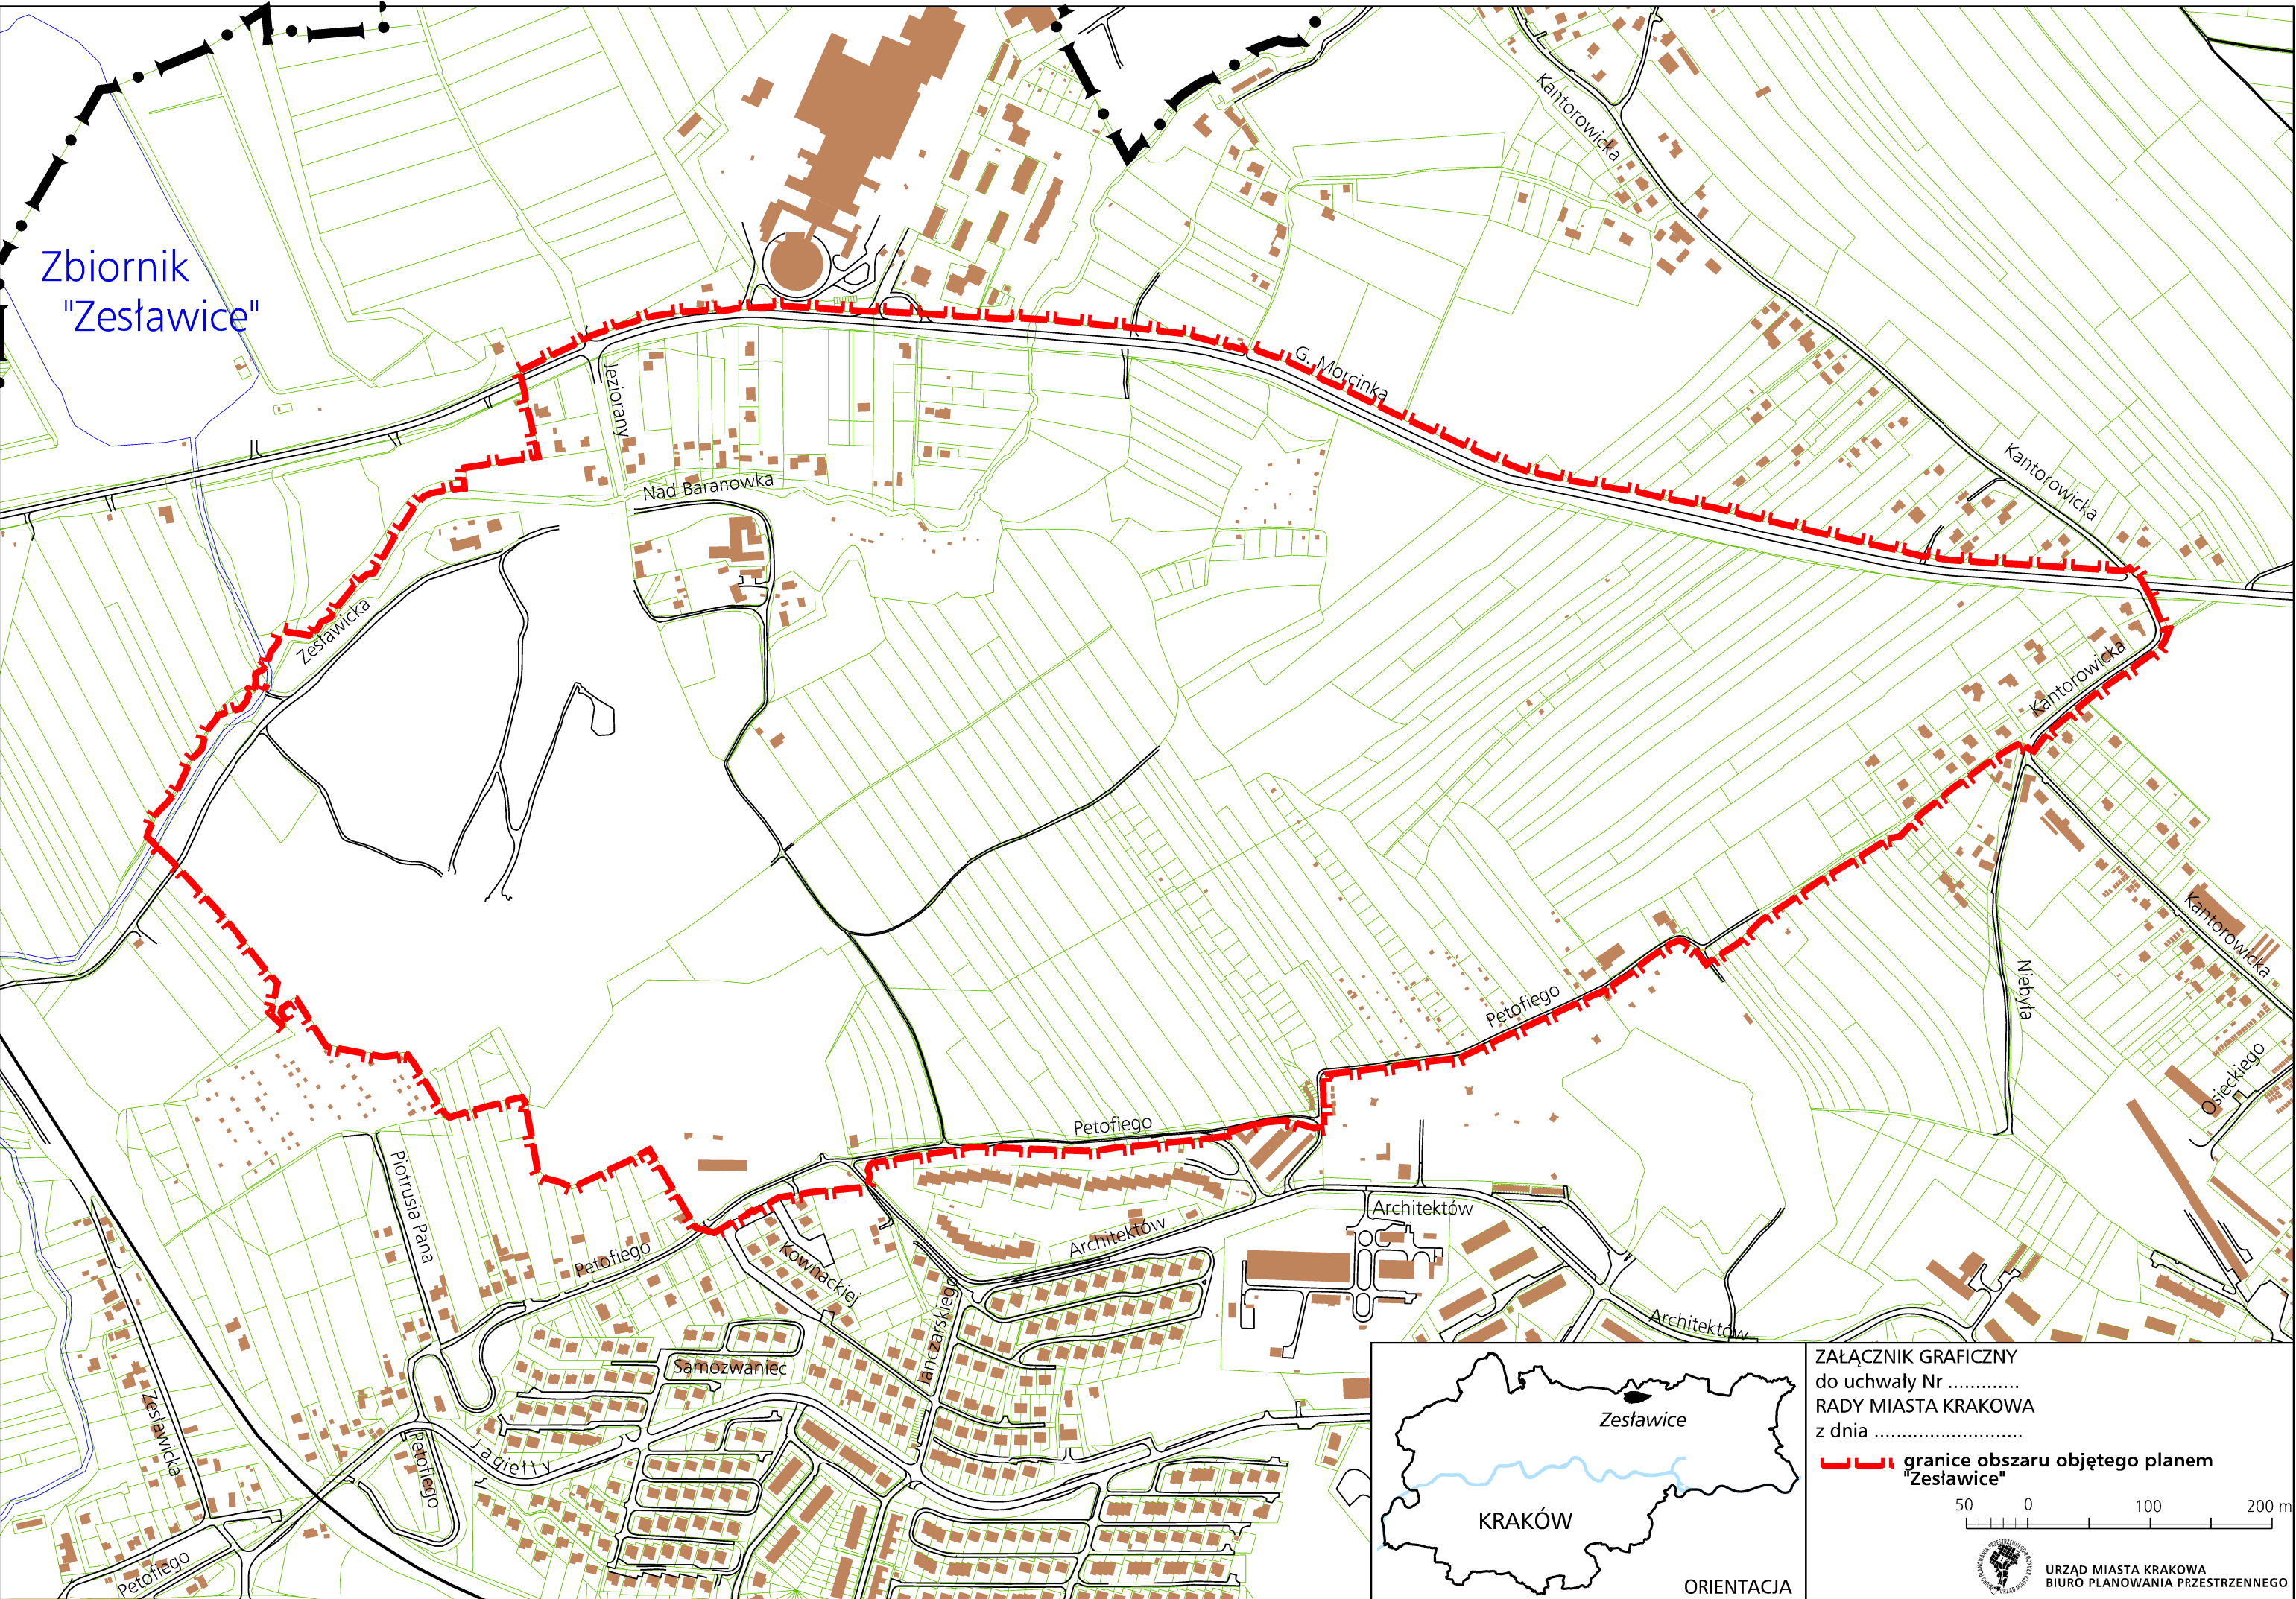 Kantorowicka
Zbiornik
"Zesławice"
G. Morcinka
Jeziorany
Kantorowicka
Nad Baranowka
Zesławicka
Kantorowicka
Kantorowicka
Niebyła
Petofiego
Osieckiego
Petofiego
Piotrusia Pana
Architektów
Architektów
Petofiego
Kownackiej
Janczarskiego
Architektów
Samozwaniec
Zesławicka
Petofiego
Jagiełły
Petofiego
Zesławice
KRAKÓW
ORIENTACJA
ZAŁĄCZNIK GRAFICZNY
do uchwały Nr .............
RADY MIASTA KRAKOWA
z dnia ...........................
granice obszaru objętego planem
"Zesławice"
50 0 100 200 m
URZĄD MIASTA KRAKOWA
BIURO PLANOWANIA PRZESTRZENNEGO